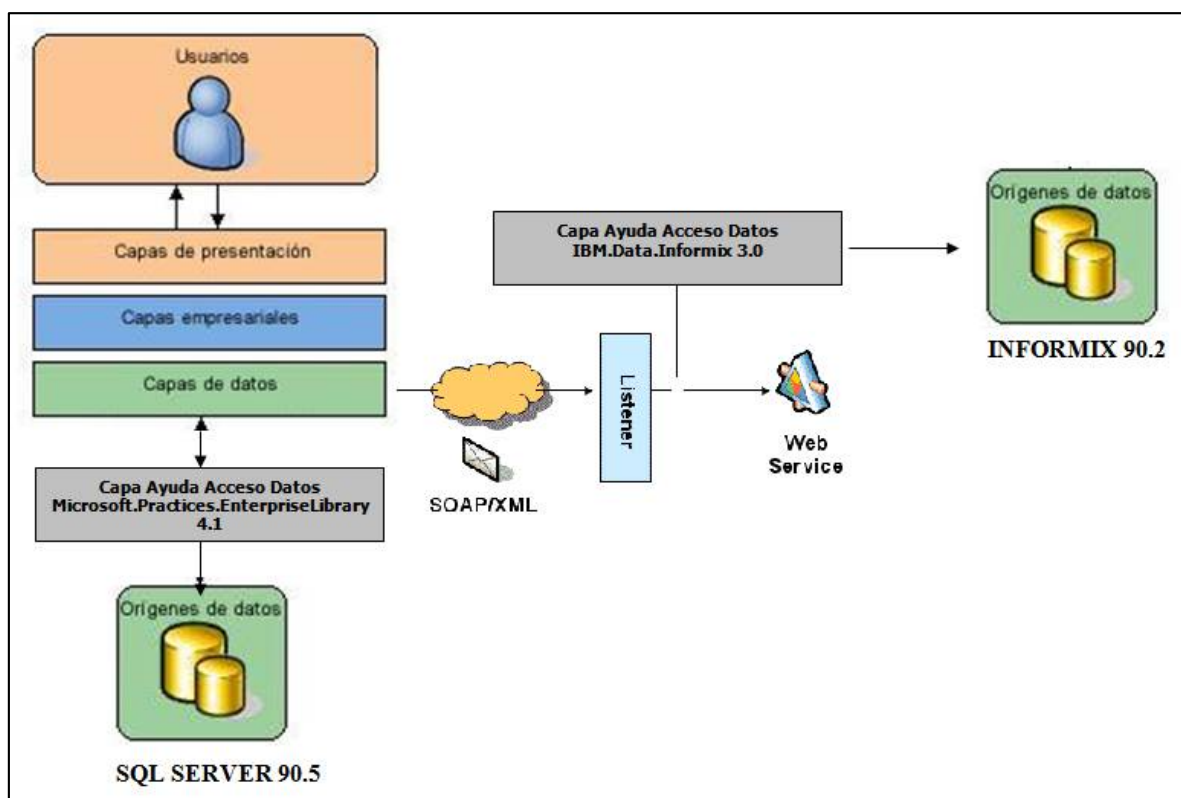 Usuarios
Capas de presentación
Capas empresariales
Capas de datos
Capa Ayuda Acceso Datos
Microsoft.Practices.EnterpriseLibrary
4.1
Orígenes de datos
SQL SERVER 90.5
SOAP/XML
Listener
Web
Service
Capa Ayuda Acceso Datos
IBM.Data.Informix 3.0
Orígenes de datos
INFORMIX 90.2